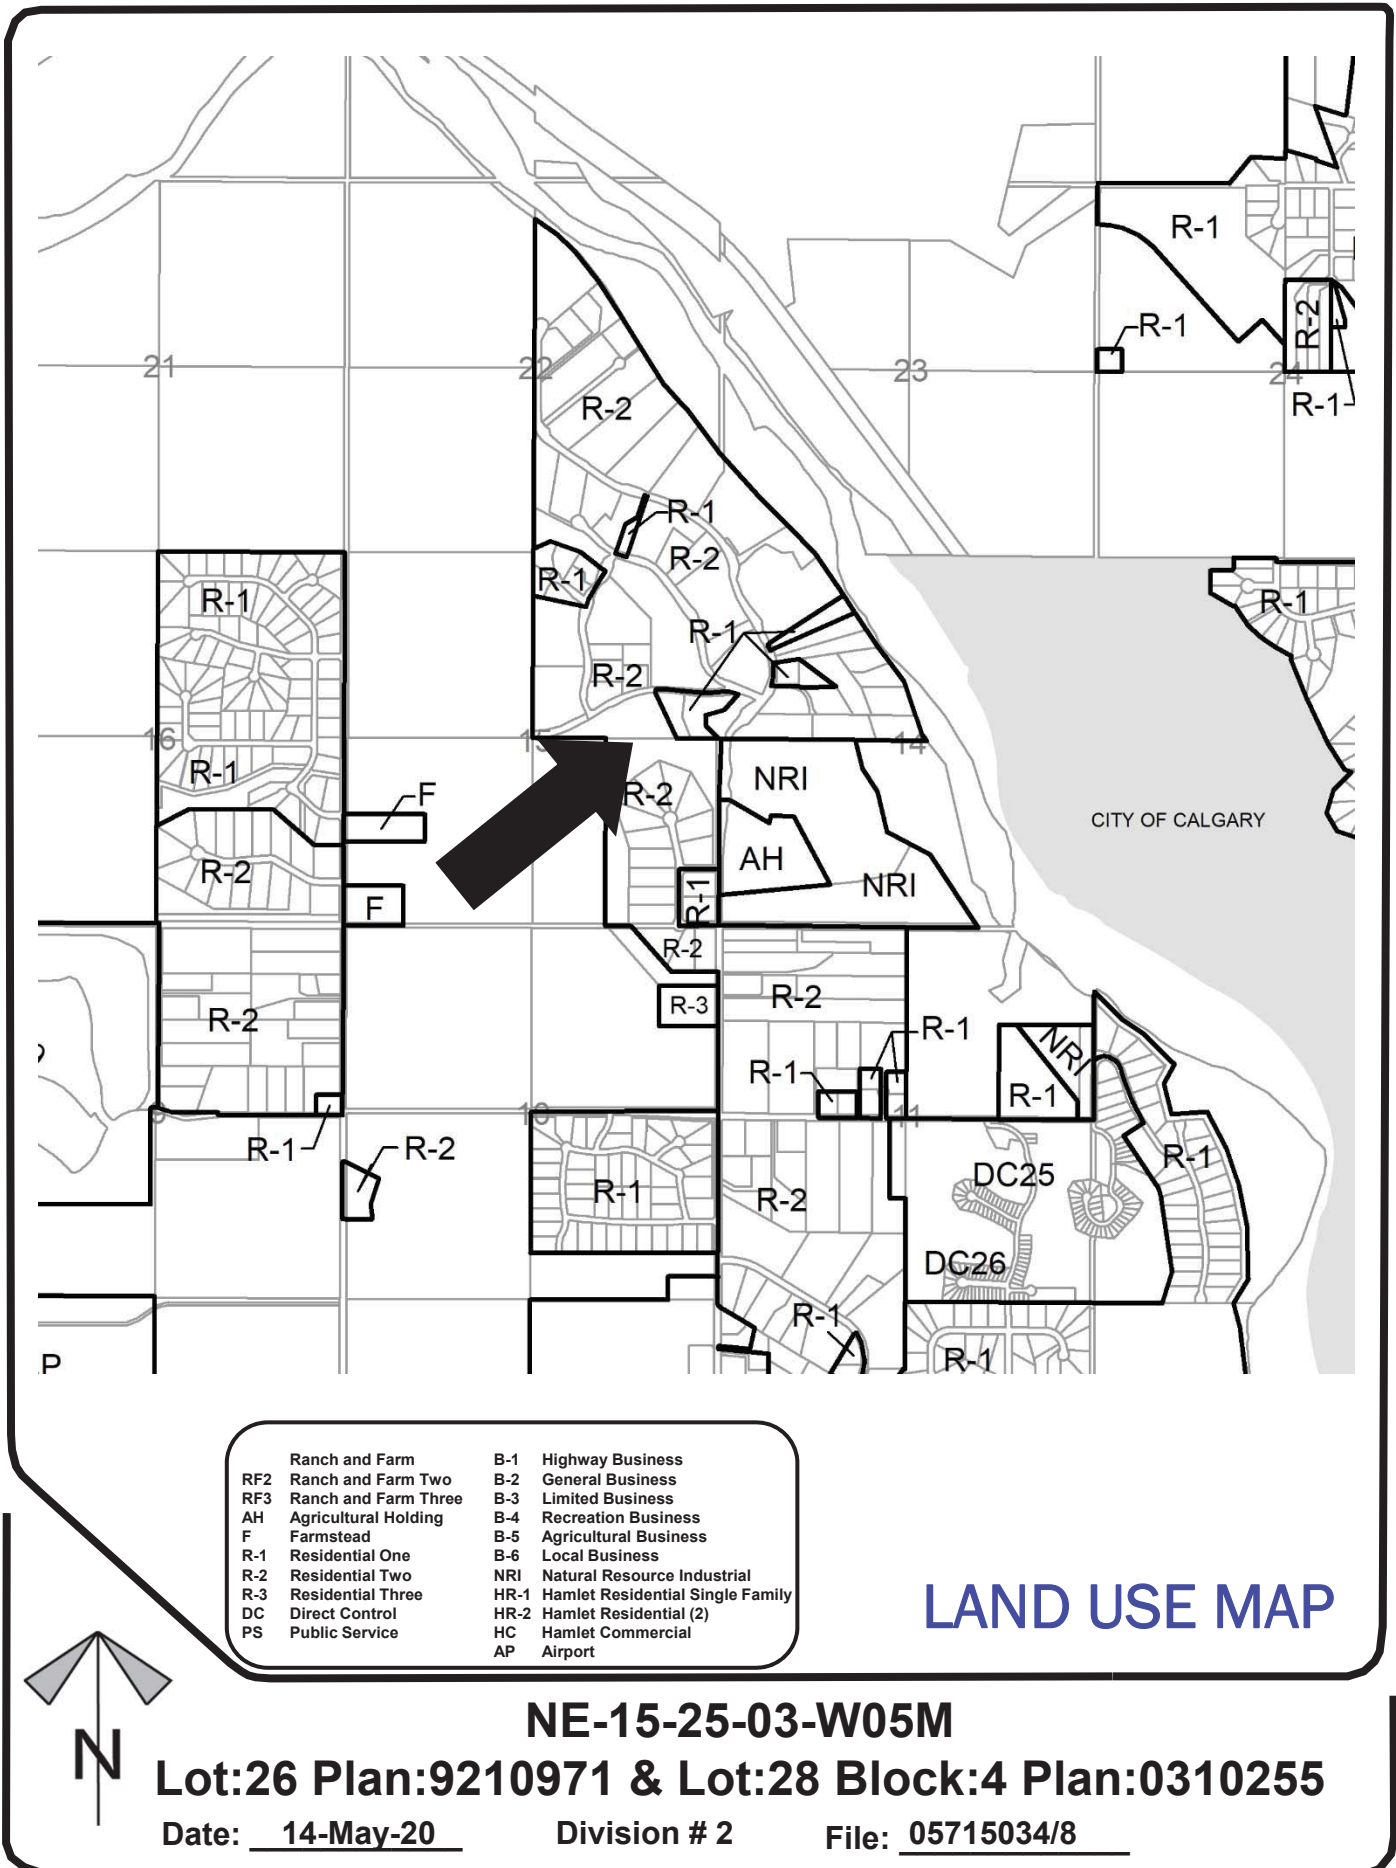 R-1
R-1
R-2
21
22
23
24
R-1
R-2
R-1
R-2
R-1
R-1
R-1
R-1
R-2
16
15
14
R-1
NRI
F
R-2
CITY OF CALGARY
AH
R-2
NRI
F
R-1
R-2
R-2
R-3
R-2
R-1
NRI
R-1
R-1
10
11
R-1
R-2
R-1
DC25
R-1
R-2
DC26
R-1
R-1
P
Ranch and Farm
RF2 Ranch and Farm Two
RF3 Ranch and Farm Three
AH Agricultural Holding
F Farmstead
R-1 Residential One
R-2 Residential Two
R-3 Residential Three
DC Direct Control
PS Public Service
B-1 Highway Business
B-2 General Business
B-3 Limited Business
B-4 Recreation Business
B-5 Agricultural Business
B-6 Local Business
NRI Natural Resource Industrial
HR-1 Hamlet Residential Single Family
HR-2 Hamlet Residential (2)
HC Hamlet Commercial
AP Airport
LAND USE MAP
N
NE-15-25-03-W05M
Lot:26 Plan:9210971 & Lot:28 Block:4 Plan:0310255
Date: 14-May-20 Division # 2 File: 05715034/8